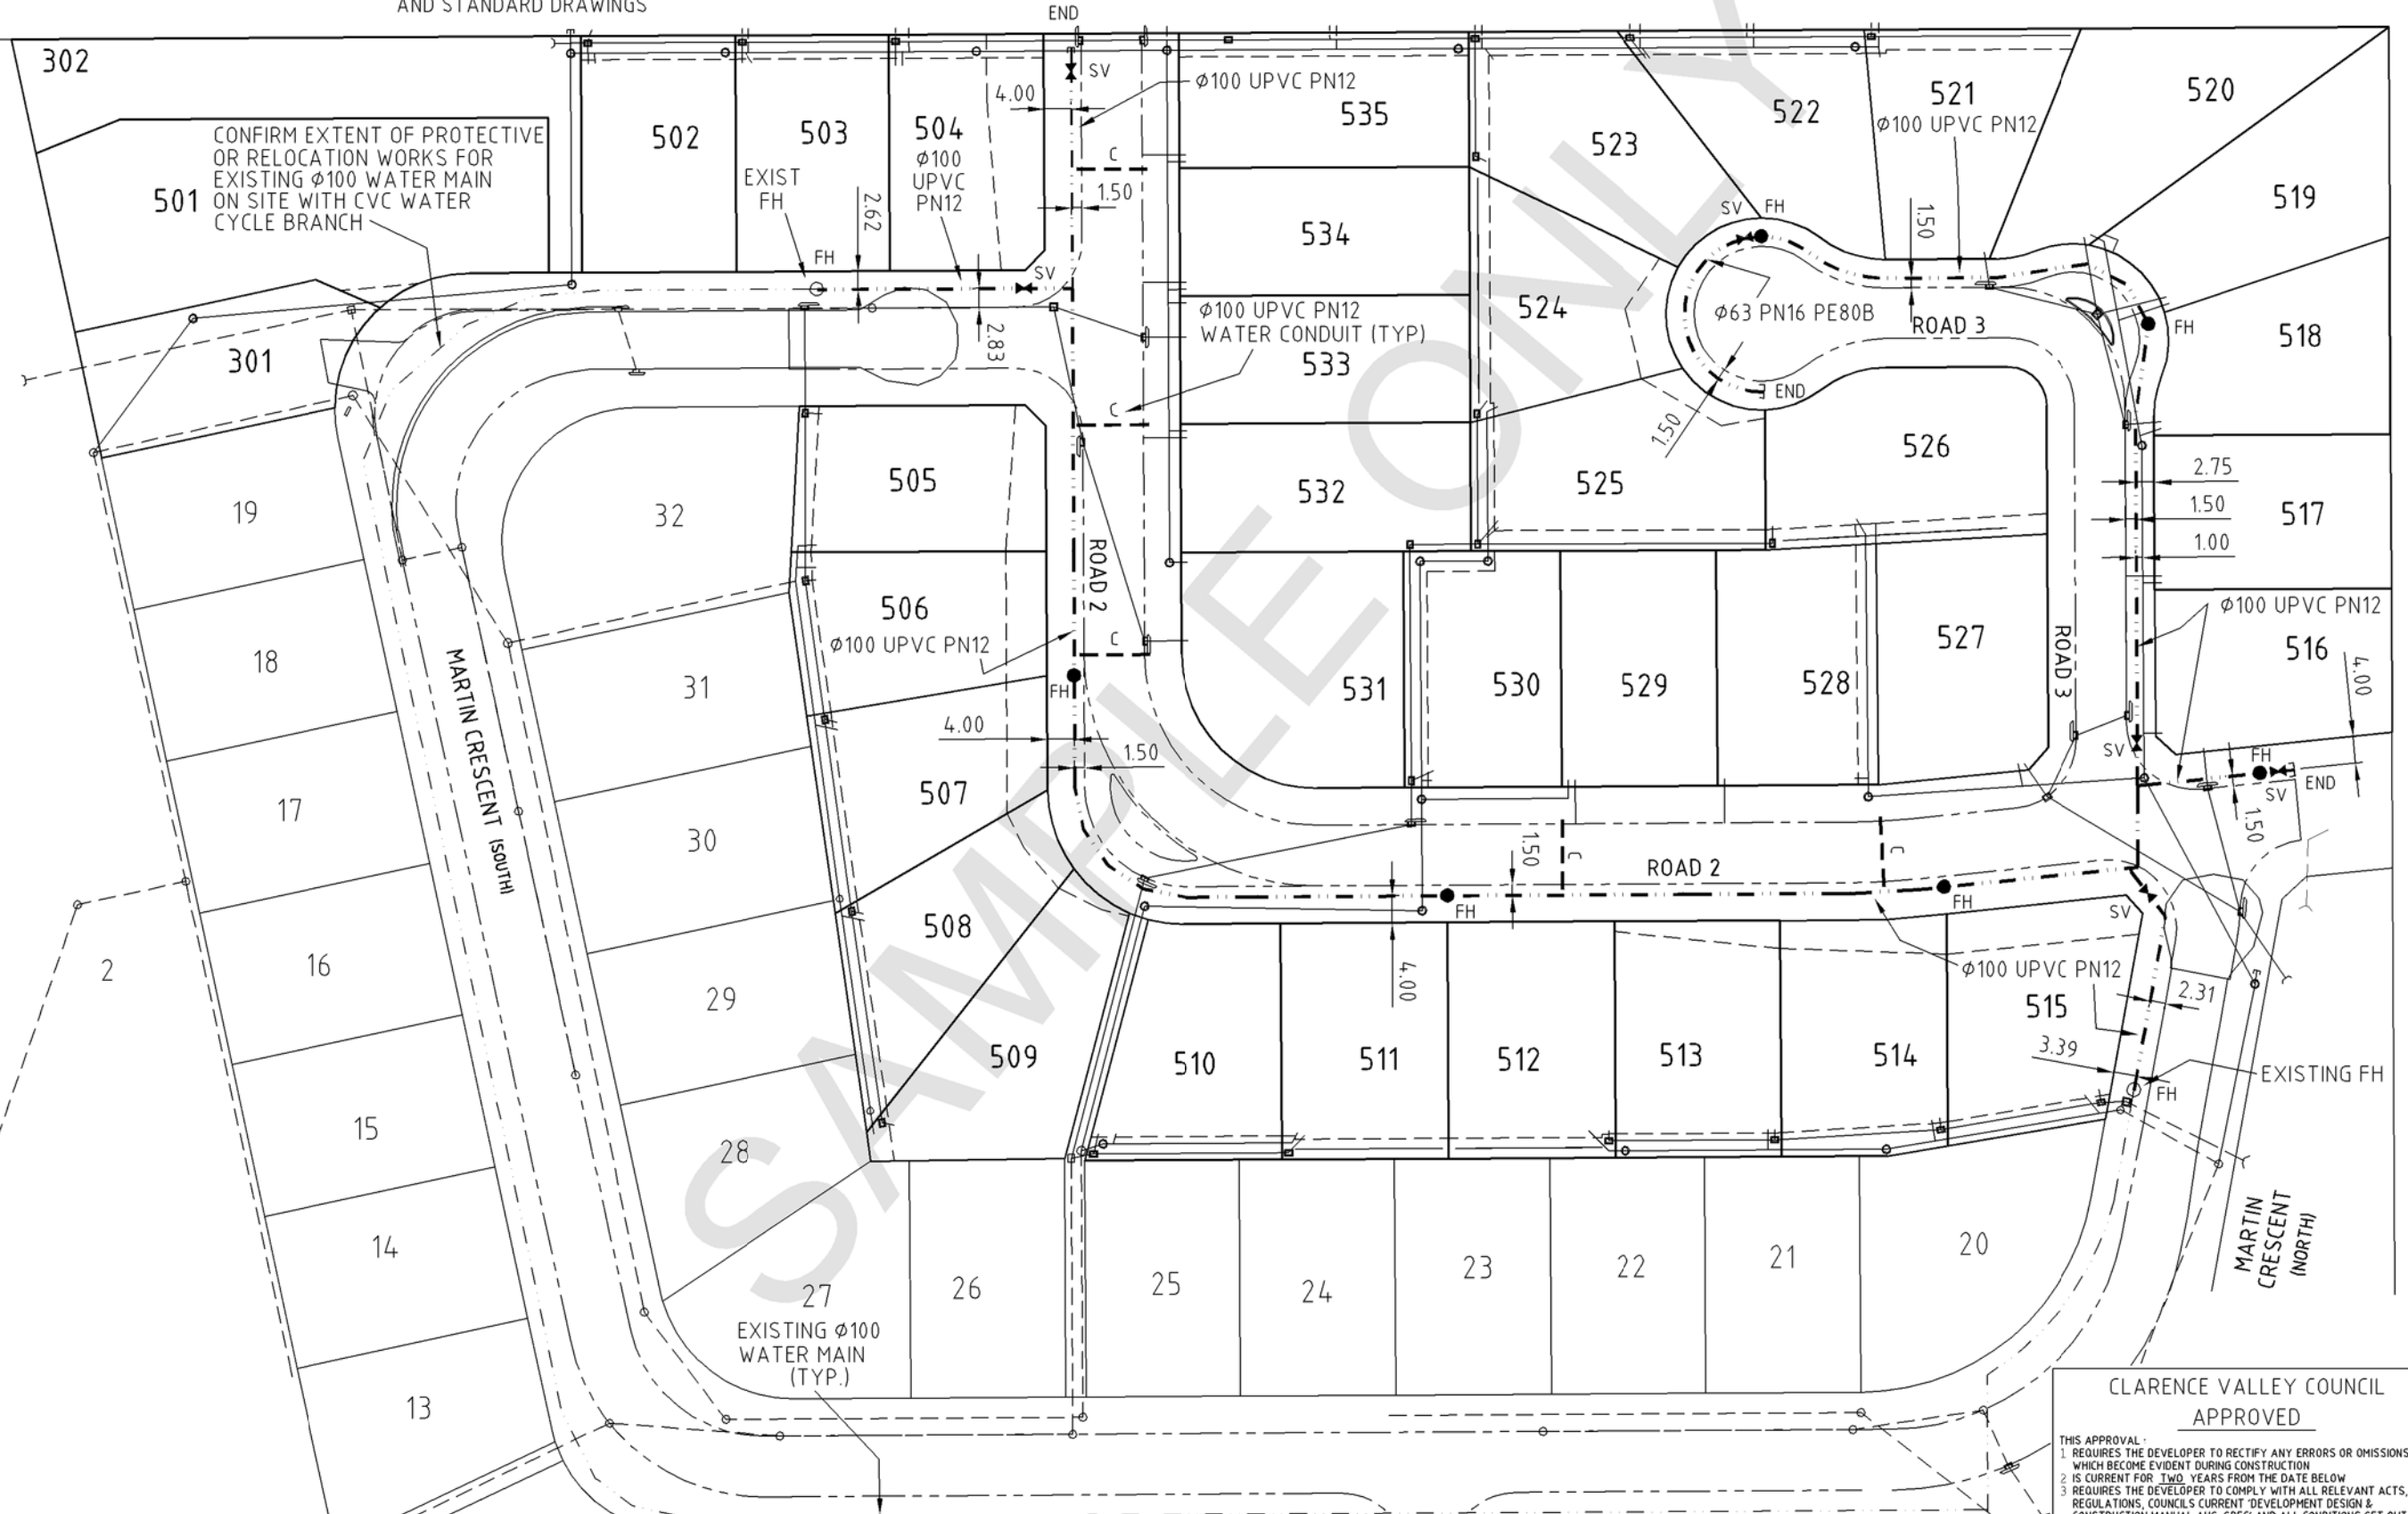 AND STANDARD DRAWINGS
END
302
SV
Φ100 UPVC PN12
4.00
502
503
504
Φ100
UPVC
PN12
535
523
522
521
Φ100 UPVC PN12
520
CONFIRM EXTENT OF PROTECTIVE
OR RELOCATION WORKS FOR
EXISTING Φ100 WATER MAIN
ON SITE WITH CVC WATER
CYCLE BRANCH
501
EXIST
FH
2.62
C
1.50
534
SV
FH
1.50
519
FH
SV
2.83
Φ100 UPVC PN12
WATER CONDUIT (TYP)
533
524
Φ63 PN16 PE80B
ROAD 3
FH
518
301
C
END
1.50
505
532
525
526
2.75
1.50
1.00
517
19
32
ROAD 2
506
Φ100 UPVC PN12
C
FH
527
ROAD 3
Φ100 UPVC PN12
516
4.00
18
MARTIN CRESCENT (SOUTH)
31
531
530
529
528
4.00
1.50
507
SV
FH
SV
END
1.50
17
30
1.50
C
C
ROAD 2
508
FH
FH
SV
4.00
Φ100 UPVC PN12
2
16
29
2.31
515
509
510
511
512
513
514
3.39
EXISTING FH
FH
15
28
14
27
26
25
24
23
22
21
20
MARTIN
CRESCENT
(NORTH)
EXISTING Φ100
WATER MAIN
(TYP.)
13
SAMPLE ONLY
CLARENCE VALLEY COUNCIL
APPROVED
THIS APPROVAL :
1 REQUIRES THE DEVELOPER TO RECTIFY ANY ERRORS OR OMISSIONS
WHICH BECOME EVIDENT DURING CONSTRUCTION
2 IS CURRENT FOR TWO YEARS FROM THE DATE BELOW
3 REQUIRES THE DEVELOPER TO COMPLY WITH ALL RELEVANT ACTS,
REGULATIONS, COUNCILS CURRENT 'DEVELOPMENT DESIGN &